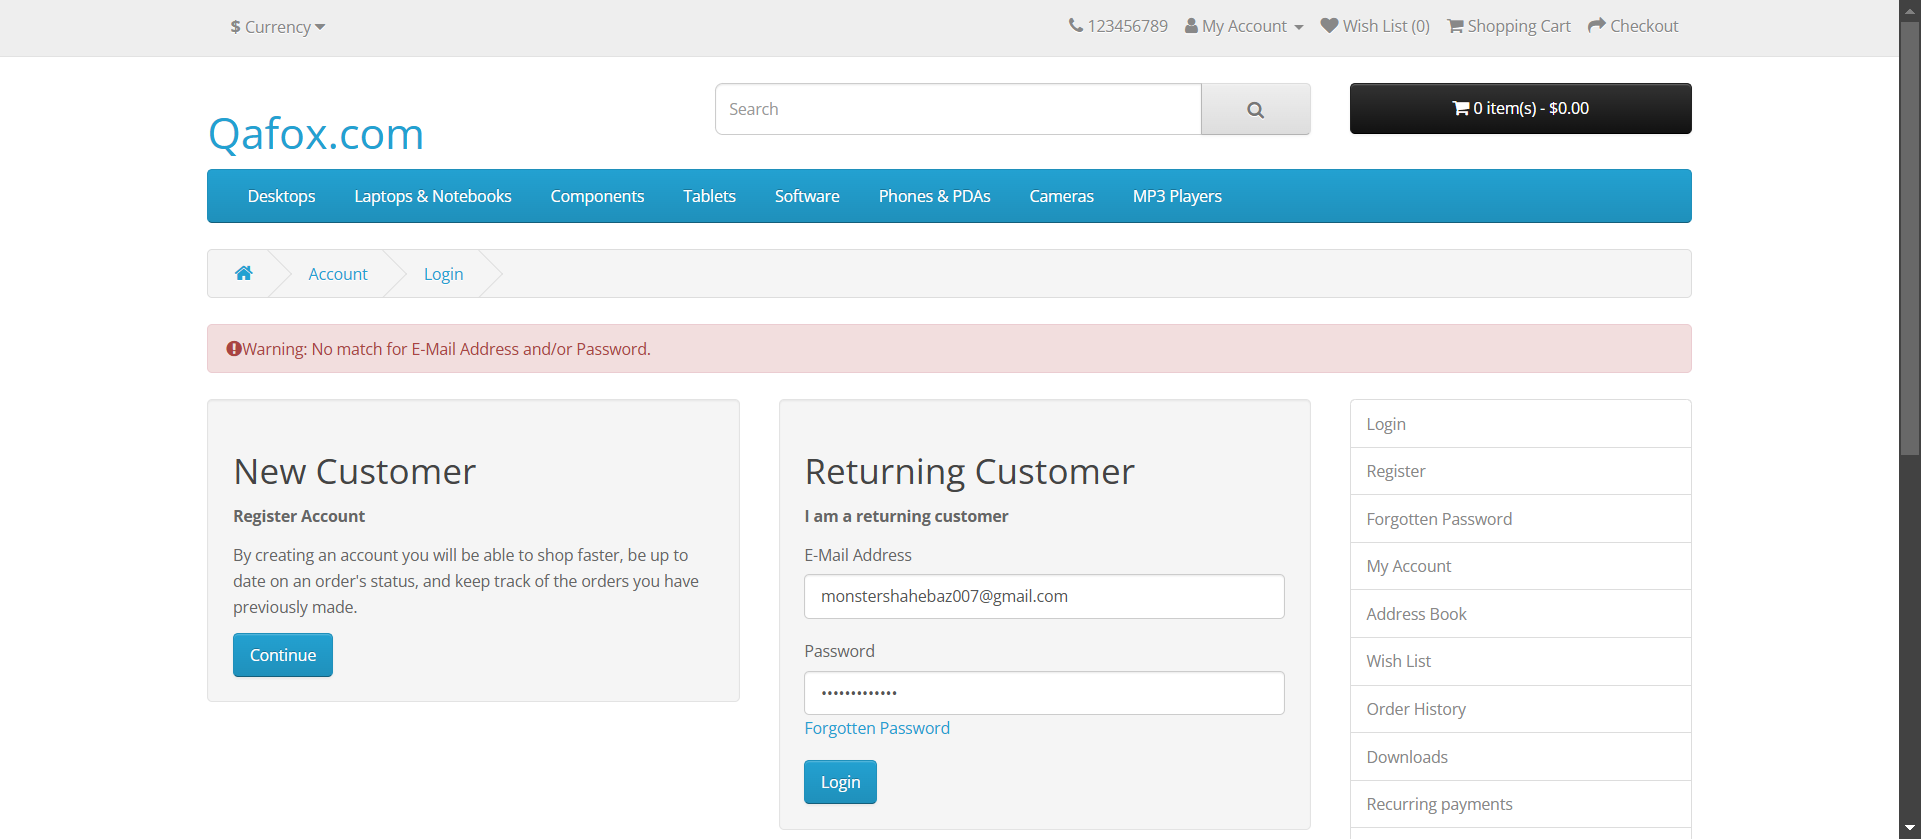 $ Currency
123456789 My Account Wish List (0) Shopping Cart Checkout
Qafox.com
Search
0 item(s) - $0.00
Desktops Laptops & Notebooks Components Tablets Software Phones & PDAs Cameras MP3 Players
Account Login
Warning: No match for E-Mail Address and/or Password.
New Customer
Register Account
By creating an account you will be able to shop faster, be up to
date on an order's status, and keep track of the orders you have
previously made.
Continue
Returning Customer
I am a returning customer
E-Mail Address
monstershahebaz007@gmail.com
Password
•••••••••••••
Forgotten Password
Login
Login
Register
Forgotten Password
My Account
Address Book
Wish List
Order History
Downloads
Recurring payments